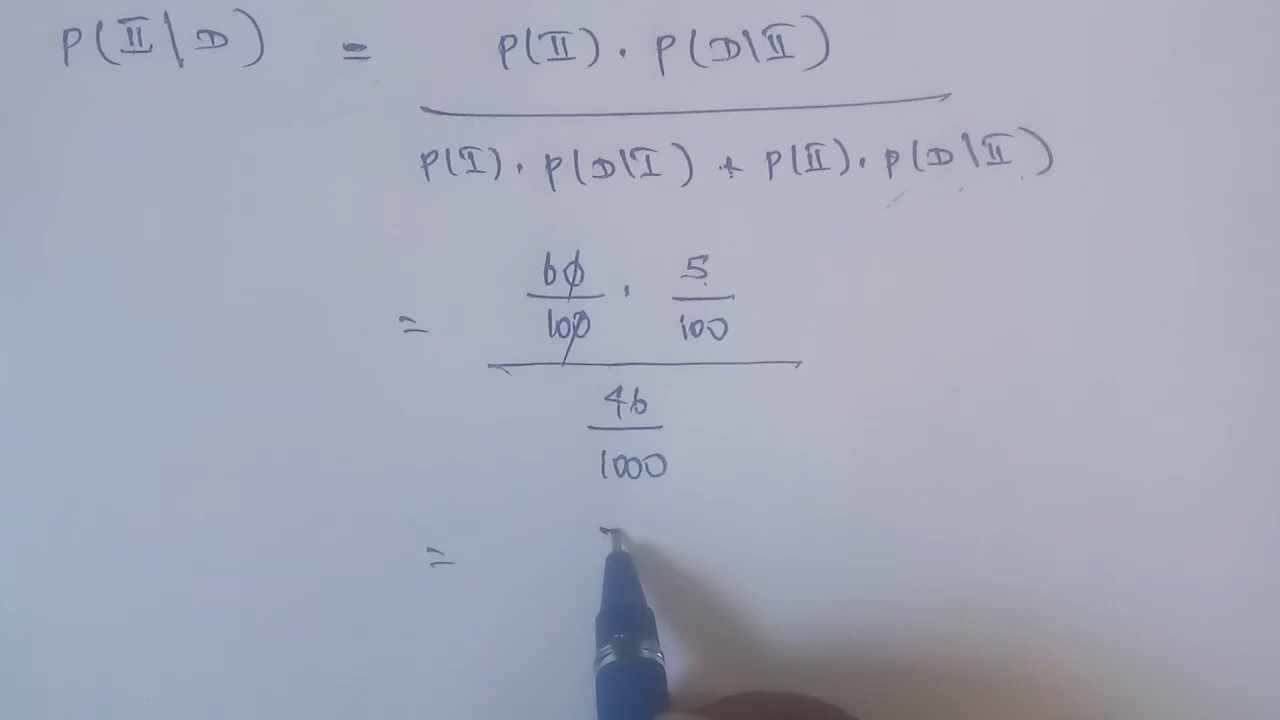 P(II\D) = P(II) . P(D\II)
P(I) . P(D\I) + P(II) . P(D\II)
= 60/100 . 5/100
46/1000
=